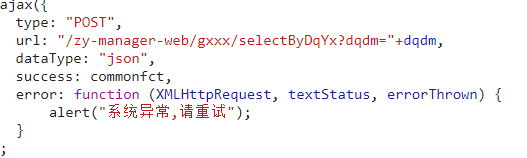 ajax({
type: "POST",
url: "/zy-manager-web/gxxx/selectByDqYx?dqdm="+dqdm,
dataType: "json",
success: commonfct,
error: function (XMLHttpRequest, textStatus, errorThrown) {
alert("系统异常,请重试");
}
;